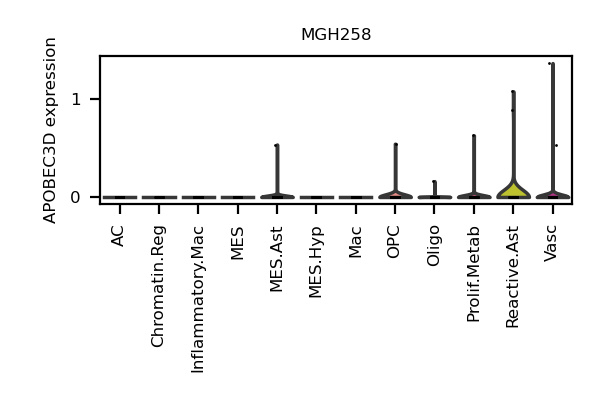 MGH258
APOBEC3D expression
1
0
AC
Chromatin.Reg
Inflammatory.Mac
MES
MES.Ast
MES.Hyp
Mac
OPC
Oligo
Prolif.Metab
Reactive.Ast
Vasc